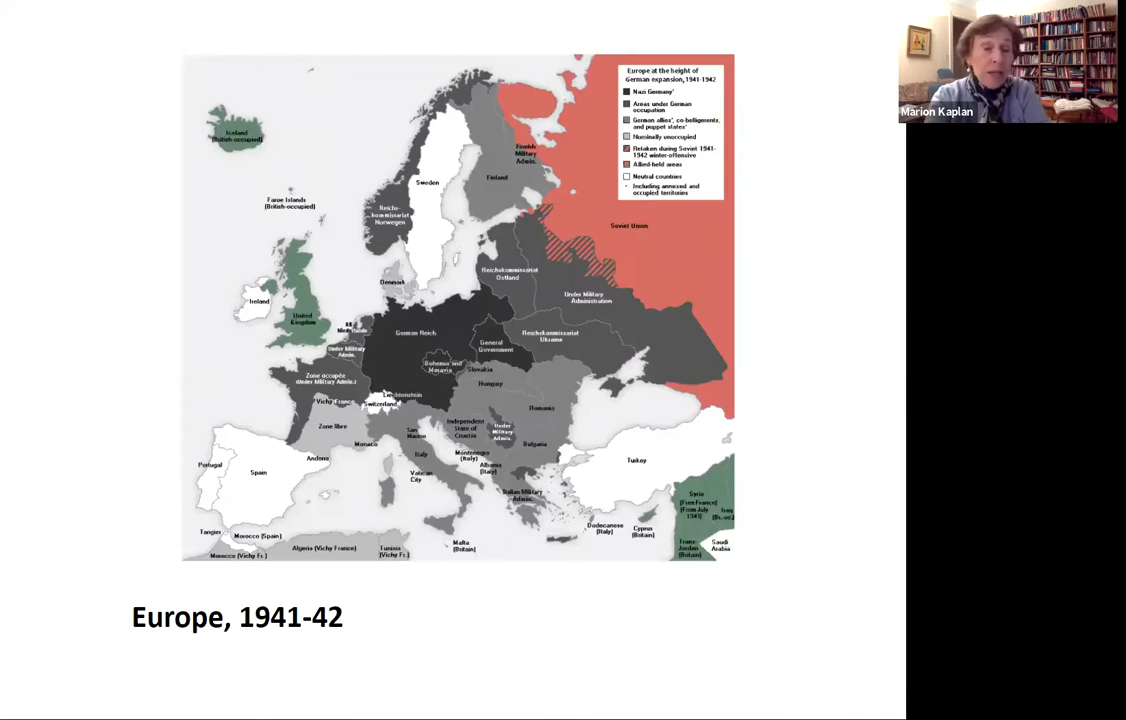 Marion Kaplan
Europe at the height of
German expansion, 1941-1942
Nazi Germany*
Areas under German
occupation
German allies*, co-belligerents,
and puppet states*
Nominally unoccupied
Retaken during Soviet 1941-
1942 winter-offensive
Allied-held areas
Neutral countries
* Including annexed and
occupied territories
Iceland
(British-occupied)
Faroe Islands
(British-occupied)
Sweden
Finnish
Military
Admin.
Finland
Reichs-
kommissariat
Norwegen
Soviet Union
Denmark
Reichskommissariat
Ostland
Under Military
Administration
Ireland
United
Kingdom
German Reich
General
Government
Reichskommissariat
Ukraine
Under Military
Admin.
Bohemia and
Moravia
Slovakia
Zone occupée
(Under Military Admin.)
Hungary
Liechtenstein
Switzerland
Vichy France
Zone libre
Romania
San
Marino
Independent
State of
Croatia
Under
Military
Admin.
Monaco
Italy
Montenegro
(Italy)
Bulgaria
Andorra
Albania
(Italy)
Vatican
City
Portugal
Spain
Turkey
Italian Military
Admin.
Syria
(Free France)
(From July
1941)
Iraq
(Br.-oc.)
Dodecanese
(Italy)
Cyprus
(Britain)
Tangier
Morocco (Spain)
Malta
(Britain)
Algeria (Vichy France)
Tunisia
(Vichy Fr.)
Morocco (Vichy Fr.)
Trans-
Jordan
(Britain)
Saudi
Arabia
Europe, 1941-42